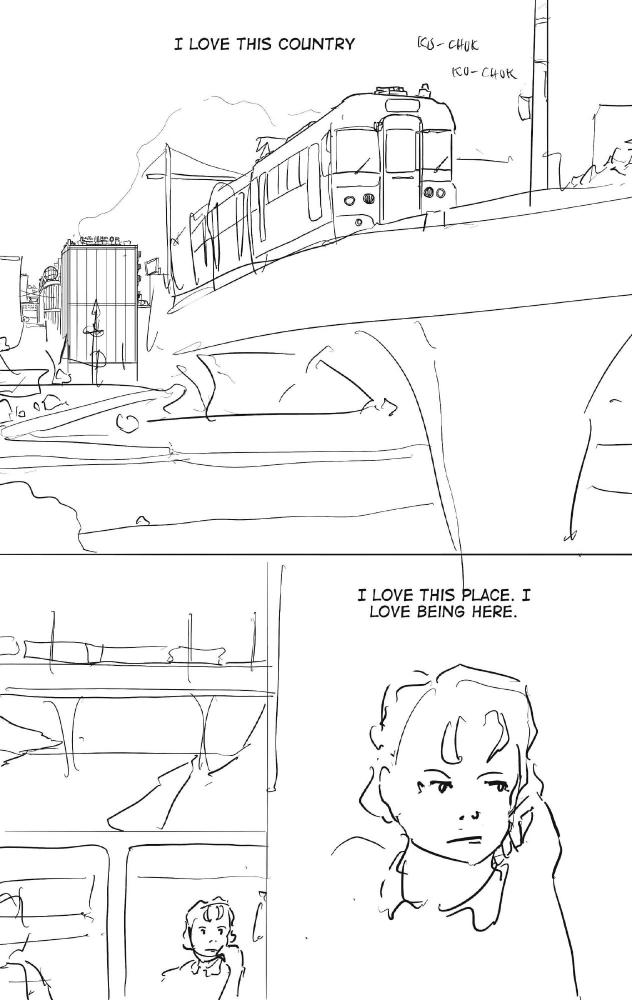 I LOVE THIS COUNTRY
KU-CHUK
KU-CHUK
I LOVE THIS PLACE. I
LOVE BEING HERE.